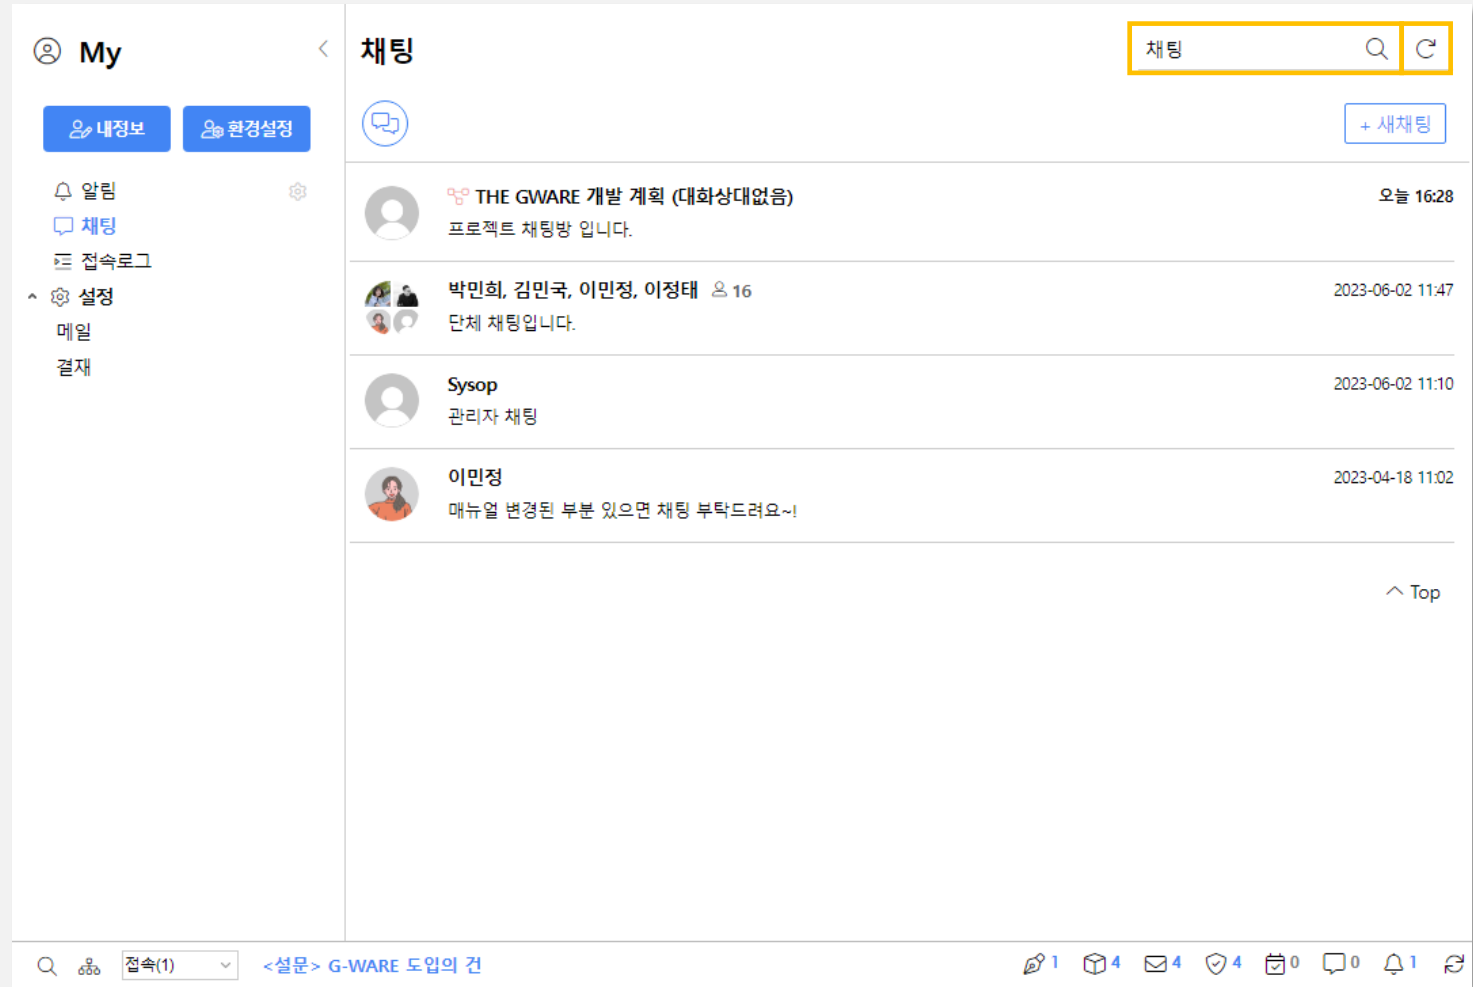 My
내정보
환경설정
알림
채팅
접속로그
설정
메일
결재
채팅
채팅
+ 새채팅
THE GWARE 개발 계획 (대화상대없음)
오늘 16:28
프로젝트 채팅방 입니다.
박민희, 김민국, 이민정, 이정태 16
2023-06-02 11:47
단체 채팅입니다.
Sysop
2023-06-02 11:10
관리자 채팅
이민정
2023-04-18 11:02
매뉴얼 변경된 부분 있으면 채팅 부탁드려요~!
Top
접속(1)
<설문> G-WARE 도입의 건
1 4 4 4 0 0 1